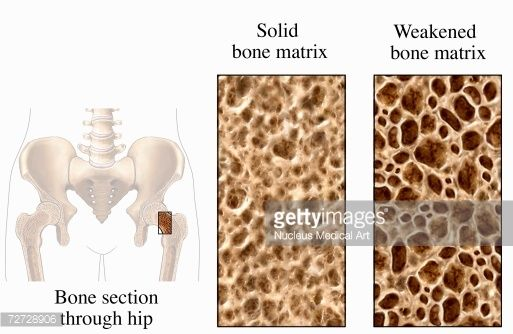 Solid
bone matrix
Weakened
bone matrix
gettyimages
Nucleus Medical Art
Bone section
through hip
72728906